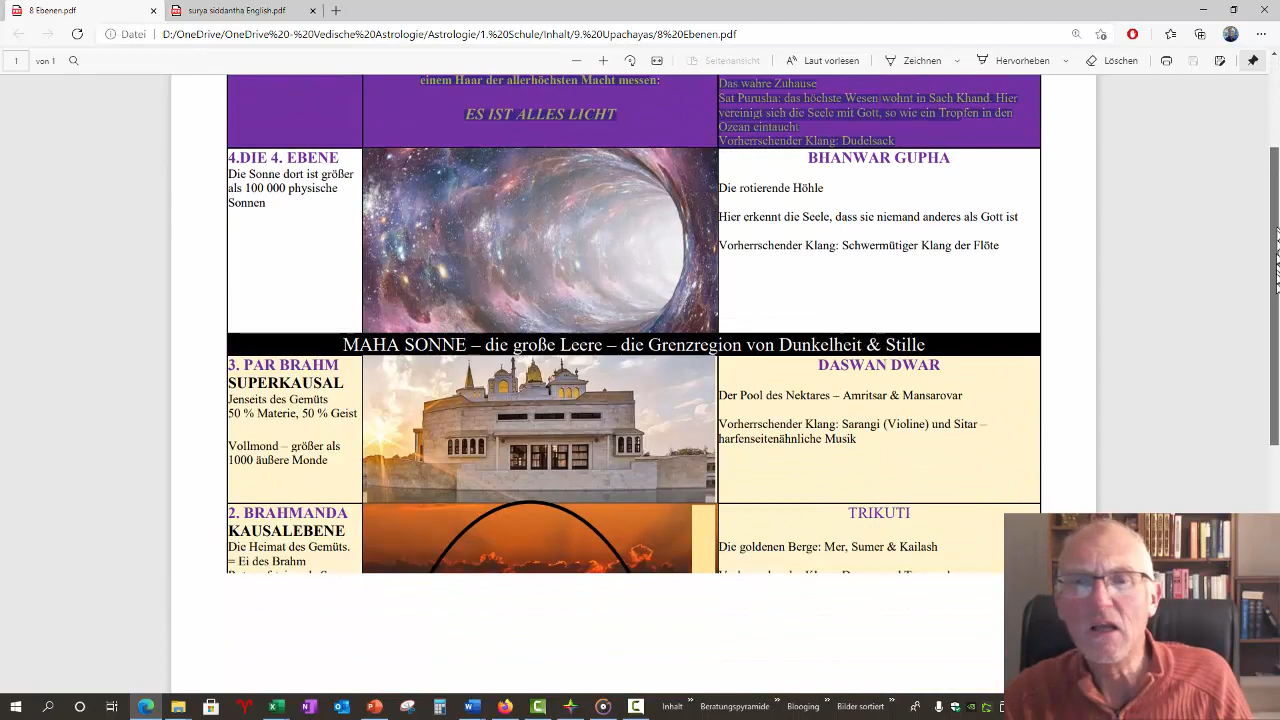 8 Ebenen.pdf
8 sukzedentische Häuser.pdf
Datei
D:/OneDrive/OneDrive%20-%20Vedische%20Astrologie/Astrologie/1.%20Schule/Inhalt/9.%20Upachayas/8%20Ebenen.pdf
1 von 1
Seitenansicht
Laut vorlesen
Zeichnen
Hervorheben
Löschen
einem Haar der allerhöchsten Macht messen:
ES IST ALLES LICHT
Das wahre Zuhause
Sat Purusha: das höchste Wesen wohnt in Sach Khand. Hier
vereinigt sich die Seele mit Gott, so wie ein Tropfen in den
Ozean eintaucht
Vorherrschender Klang: Dudelsack
4.DIE 4. EBENE
Die Sonne dort ist größer
als 100 000 physische
Sonnen
BHANWAR GUPHA
Die rotierende Höhle
Hier erkennt die Seele, dass sie niemand anderes als Gott ist
Vorherrschender Klang: Schwermütiger Klang der Flöte
MAHA SONNE – die große Leere – die Grenzregion von Dunkelheit & Stille
3. PAR BRAHM
SUPERKAUSAL
Jenseits des Gemüts
50 % Materie, 50 % Geist
Vollmond – größer als
1000 äußere Monde
DASWAN DWAR
Der Pool des Nektares – Amritsar & Mansarovar
Vorherrschender Klang: Sarangi (Violine) und Sitar –
harfenseitenähnliche Musik
2. BRAHMANDA
KAUSALEBENE
Die Heimat des Gemüts.
= Ei des Brahm
TRIKUTI
Die goldenen Berge: Mer, Sumer & Kailash
Inhalt
Beratungspyramide
Blooging
Bilder sortiert